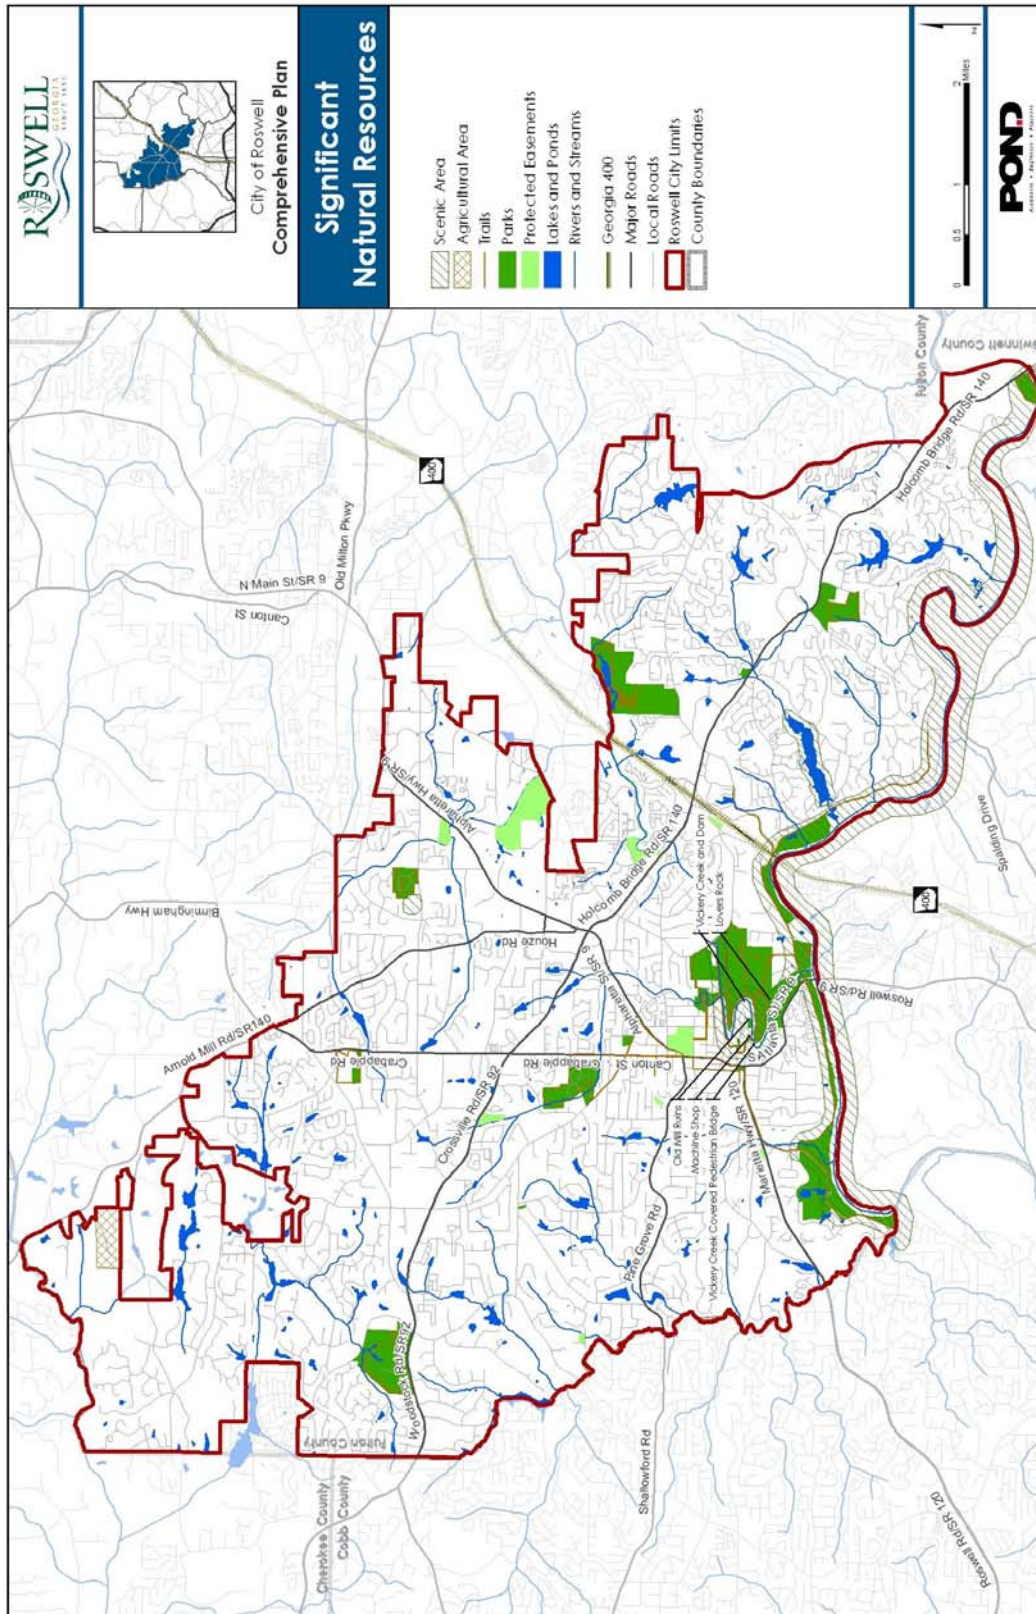 ROSWELL
GEORGIA
City of Roswell
Comprehensive Plan
Significant
Natural Resources
Scenic Area
Agricultural Area
Trails
Parks
Protected Easements
Lakes and Ponds
Rivers and Streams
Georgia 400
Major Roads
Local Roads
Roswell City Limits
County Boundaries
0
0.5
1
2
Miles
N
POND
Cherokee County
Cobb County
Fulton County
Woodstock Rd/SR92
Arnold Mill Rd/SR140
Birmingham Hwy
Canton St
N Main St/SR 9
Old Milton Pkwy
400
Crabapple Rd
Crossville Rd/SR 92
Houze Rd
Alpharetta Hwy/SR 9
Crabapple Rd
Canton St
Alpharetta St/SR 9
Holcomb Bridge Rd/SR 140
Shallowford Rd
Pine Grove Rd
Old Mill Ruins
Machine Shop
Vickery Creek Covered Pedestrian Bridge
Vickery Creek and Dam
Lovers Rock
Marietta Hwy/SR 120
S Atlanta St/SR 9
Roswell Rd/SR 9
Roswell Rd/SR 120
400
Spalding Drive
Holcomb Bridge Rd/SR 140
Fulton County
Gwinnett County